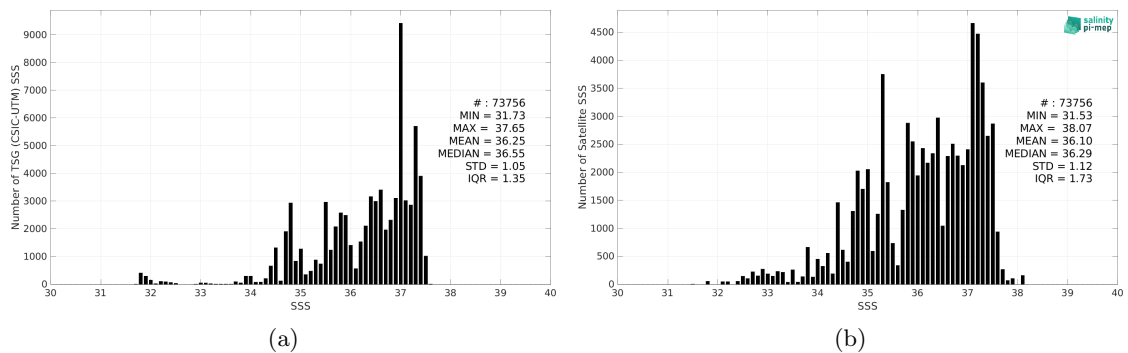 9000
8000
7000
6000
5000
4000
3000
2000
1000
0
Number of TSG (CSIC-UTM) SSS
# : 73756
MIN = 31.73
MAX = 37.65
MEAN = 36.25
MEDIAN = 36.55
STD = 1.05
IQR = 1.35
30 31 32 33 34 35 36 37 38 39 40
SSS
(a)
salinity
pi-mep
4500
4000
3500
3000
2500
2000
1500
1000
500
0
Number of Satellite SSS
# : 73756
MIN = 31.53
MAX = 38.07
MEAN = 36.10
MEDIAN = 36.29
STD = 1.12
IQR = 1.73
30 31 32 33 34 35 36 37 38 39 40
SSS
(b)